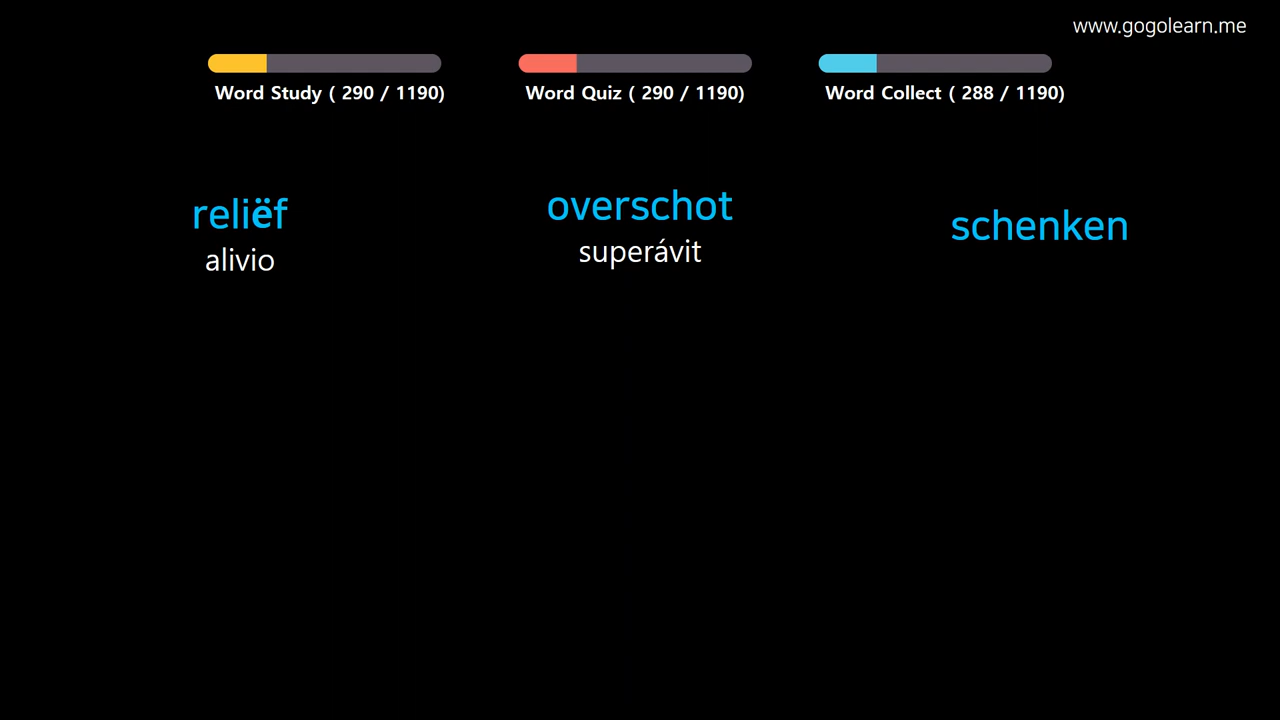 www.gogolearn.me
Word Study ( 290 / 1190)
Word Quiz ( 290 / 1190)
Word Collect ( 288 / 1190)
reliëf
alivio
overschot
superávit
schenken